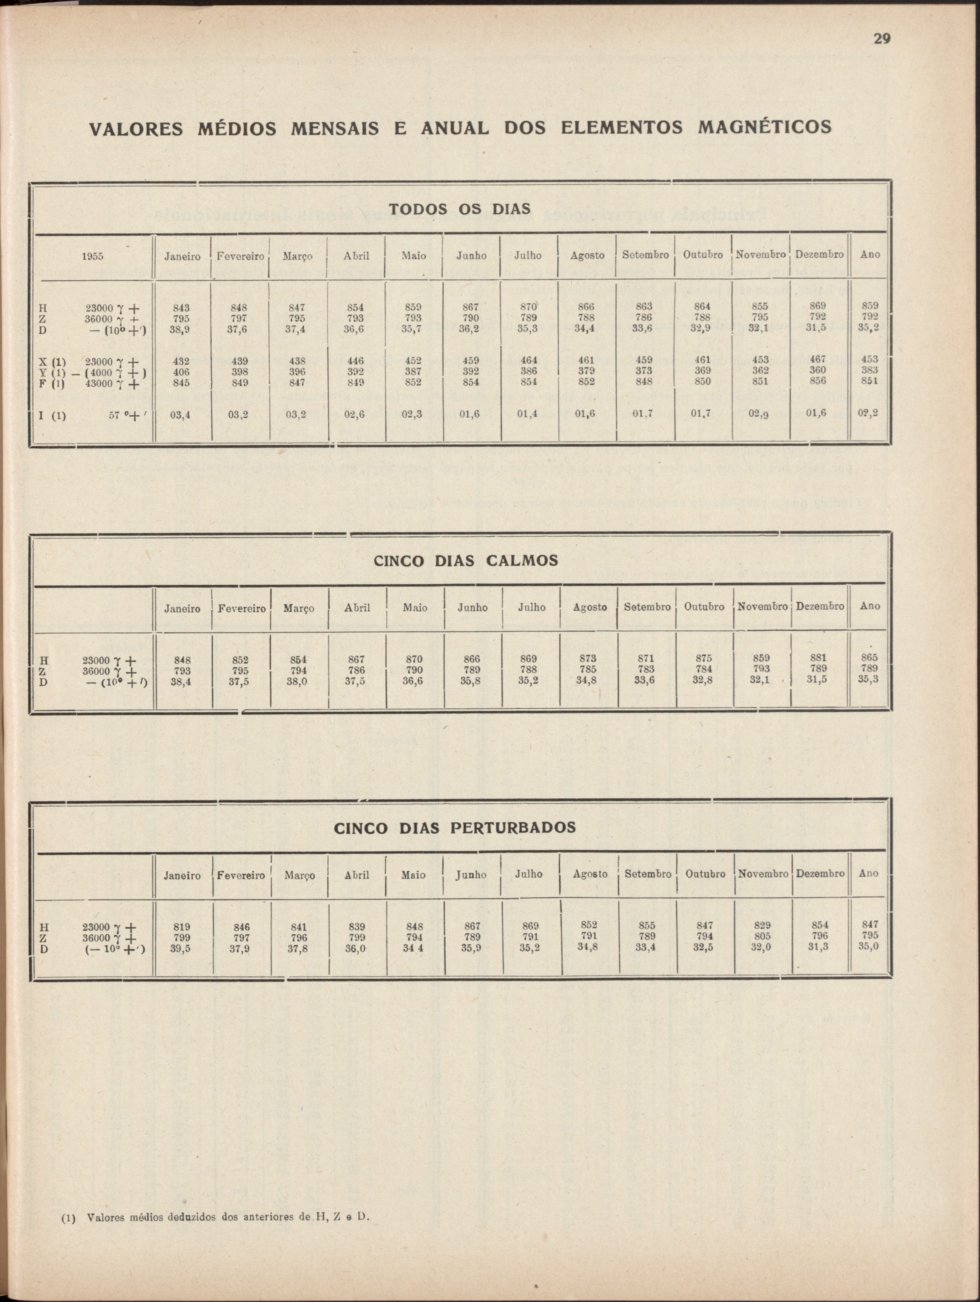 29
VALORES MÉDIOS MENSAIS E ANUAL DOS ELEMENTOS MAGNÉTICOS
TODOS OS DIAS
1955 Janeiro Fevereiro Março Abril Maio Junho Julho Agosto Setembro Outubro Novembro Dezembro Ano
H 23000 γ + 843 848 847 854 859 867 870 866 863 864 855 869 859
Z 36000 γ + 795 797 795 793 793 790 789 788 786 788 795 792 792
D — (10° +') 38,9 37,6 37,4 36,6 35,7 36,2 35,3 34,4 33,6 32,9 32,1 31,5 35,2
X (1) 23000 γ + 432 439 438 446 452 459 464 461 459 461 453 467 453
Y (1) — (4000 γ + ) 406 398 396 392 387 392 386 379 373 369 362 360 383
F (1) 43000 γ + 845 849 847 849 852 854 854 852 848 850 851 856 851
I (1) 57 °+ ' 03,4 03,2 03,2 02,6 02,3 01,6 01,4 01,6 01,7 01,7 02,9 01,6 02,2
CINCO DIAS CALMOS
Janeiro Fevereiro Março Abril Maio Junho Julho Agosto Setembro Outubro Novembro Dezembro Ano
H 23000 γ + 848 852 854 867 870 866 869 873 871 875 859 881 865
Z 36000 γ + 793 795 794 786 790 789 788 785 783 784 793 789 789
D — (10° + ') 38,4 37,5 38,0 37,5 36,6 35,8 35,2 34,8 33,6 32,8 32,1 31,5 35,3
CINCO DIAS PERTURBADOS
Janeiro Fevereiro Março Abril Maio Junho Julho Agosto Setembro Outubro Novembro Dezembro Ano
H 23000 γ + 819 846 841 839 848 867 869 852 855 847 829 854 847
Z 36000 γ + 799 797 796 799 794 789 791 791 789 794 805 796 795
D (— 10° +') 39,5 37,9 37,8 36,0 34 4 35,9 35,2 34,8 33,4 32,5 32,0 31,3 35,0
(1) Valores médios deduzidos dos anteriores de H, Z e D.